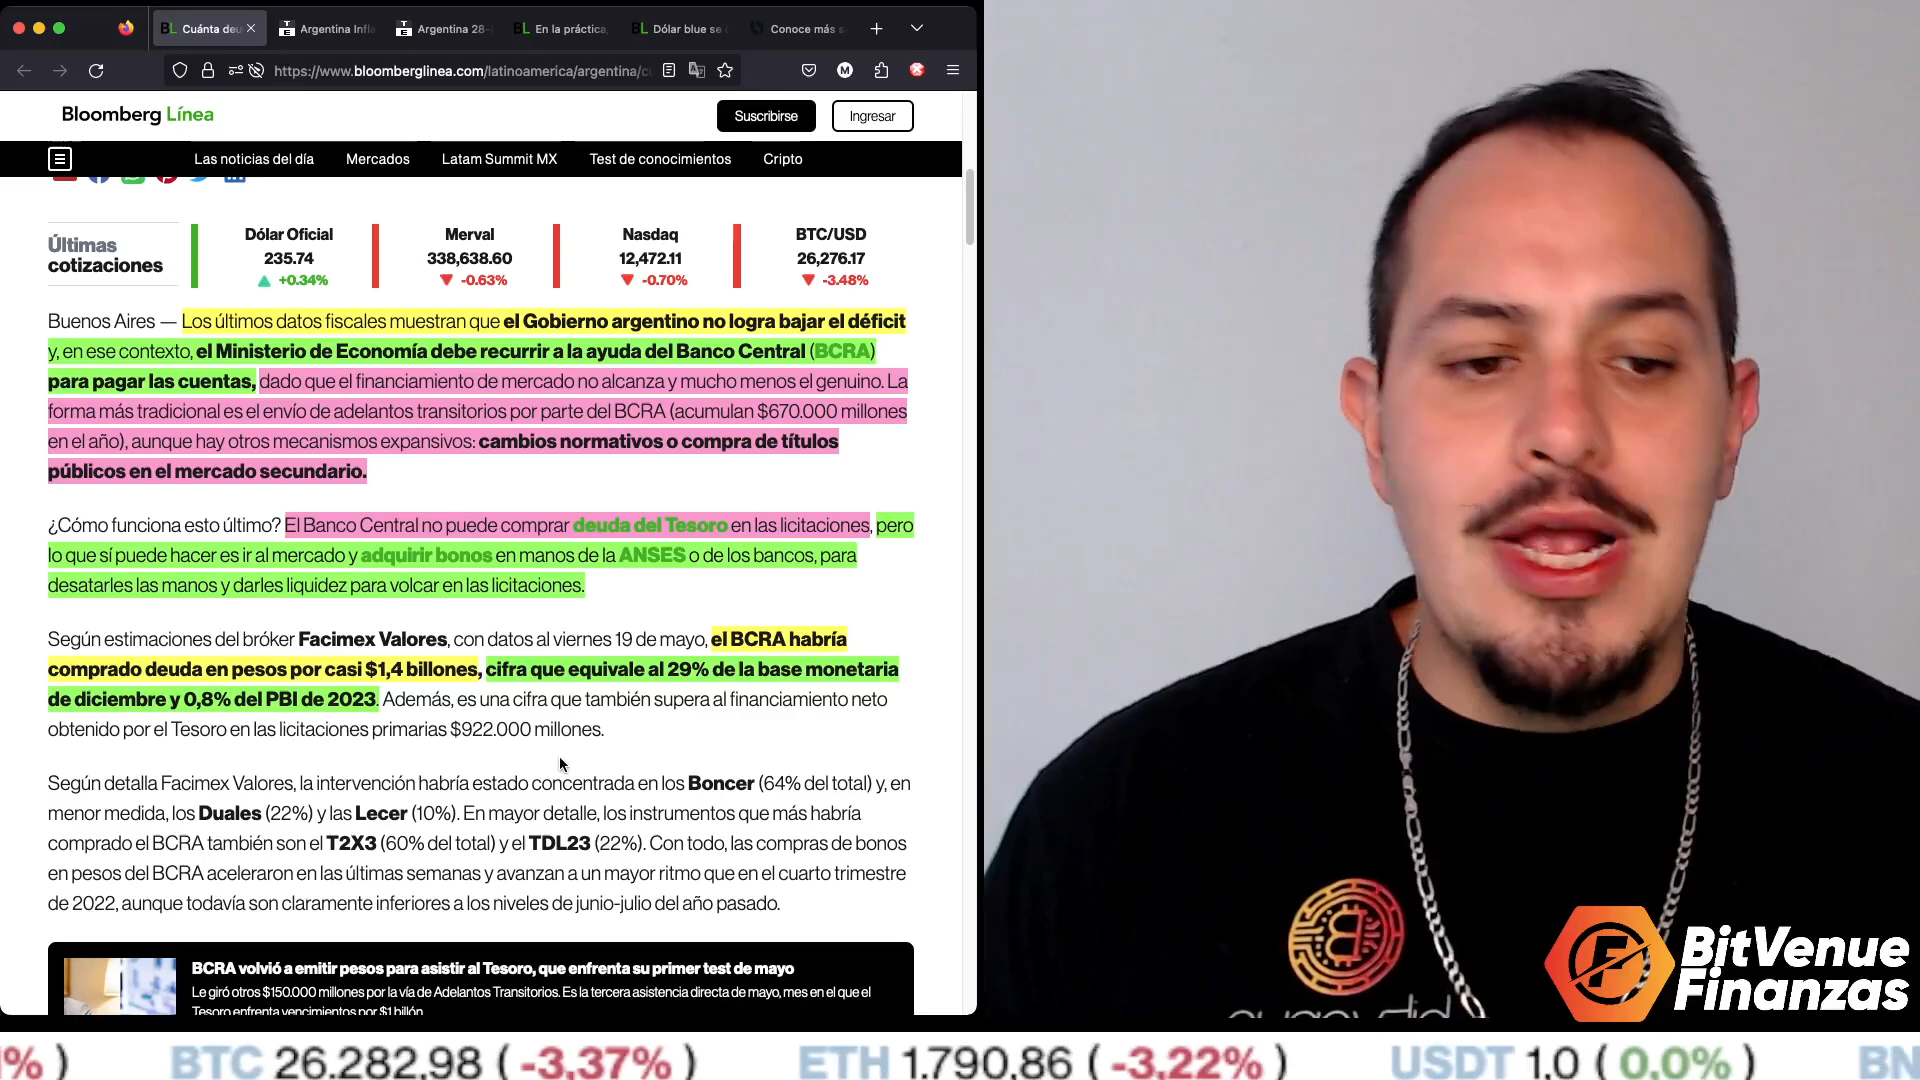 Cuánta deu
Argentina Infl
Argentina 28-
En la práctica,
Dólar blue se
Conoce más s
https://www.bloomberglinea.com/latinoamerica/argentina/cu
Bloomberg Línea
Suscribirse
Ingresar
Las noticias del día
Mercados
Latam Summit MX
Test de conocimientos
Cripto
Últimas
cotizaciones
Dólar Oficial
235.74
+0.34%
Merval
338,638.60
-0.63%
Nasdaq
12,472.11
-0.70%
BTC/USD
26,276.17
-3.48%
Buenos Aires — Los últimos datos fiscales muestran que el Gobierno argentino no logra bajar el déficit
y, en ese contexto, el Ministerio de Economía debe recurrir a la ayuda del Banco Central (BCRA)
para pagar las cuentas, dado que el financiamiento de mercado no alcanza y mucho menos el genuino. La
forma más tradicional es el envío de adelantos transitorios por parte del BCRA (acumulan $670.000 millones
en el año), aunque hay otros mecanismos expansivos: cambios normativos o compra de títulos
públicos en el mercado secundario.
¿Cómo funciona esto último? El Banco Central no puede comprar deuda del Tesoro en las licitaciones, pero
lo que sí puede hacer es ir al mercado y adquirir bonos en manos de la ANSES o de los bancos, para
desatarles las manos y darles liquidez para volcar en las licitaciones.
Según estimaciones del bróker Facimex Valores, con datos al viernes 19 de mayo, el BCRA habría
comprado deuda en pesos por casi $1,4 billones, cifra que equivale al 29% de la base monetaria
de diciembre y 0,8% del PBI de 2023. Además, es una cifra que también supera al financiamiento neto
obtenido por el Tesoro en las licitaciones primarias $922.000 millones.
Según detalla Facimex Valores, la intervención habría estado concentrada en los Boncer (64% del total) y, en
menor medida, los Duales (22%) y las Lecer (10%). En mayor detalle, los instrumentos que más habría
comprado el BCRA también son el T2X3 (60% del total) y el TDL23 (22%). Con todo, las compras de bonos
en pesos del BCRA aceleraron en las últimas semanas y avanzan a un mayor ritmo que en el cuarto trimestre
de 2022, aunque todavía son claramente inferiores a los niveles de junio-julio del año pasado.
BCRA volvió a emitir pesos para asistir al Tesoro, que enfrenta su primer test de mayo
Le giró otros $150.000 millones por la vía de Adelantos Transitorios. Es la tercera asistencia directa de mayo, mes en el que el
Tesoro enfrenta vencimientos por $1 billón
BitVenue
Finanzas
1% ) BTC 26.282,98 ( -3,37% ) ETH 1.790,86 ( -3,22% ) USDT 1,0 ( 0,0% ) BN